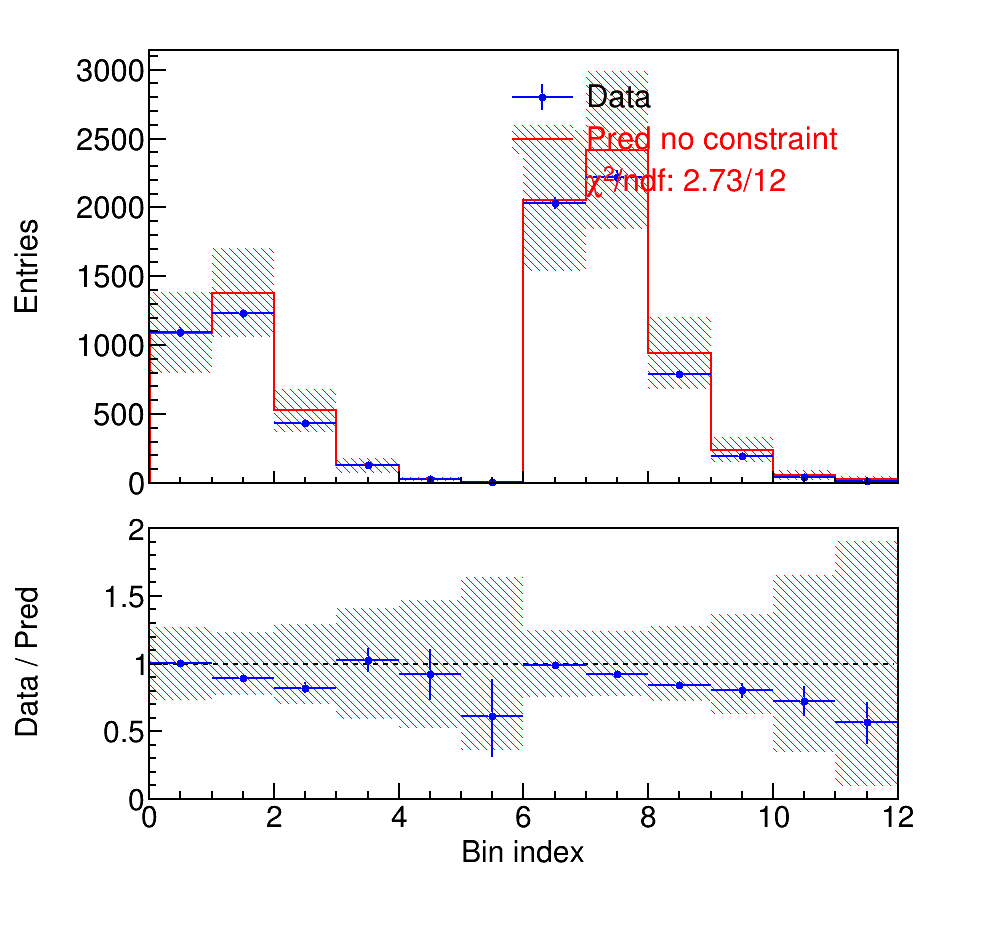 Entries
3000
2500
2000
1500
1000
500
0
Data
Pred no constraint
χ²/ndf: 2.73/12
Data / Pred
2
1.5
1
0.5
0
0 2 4 6 8 10 12
Bin index